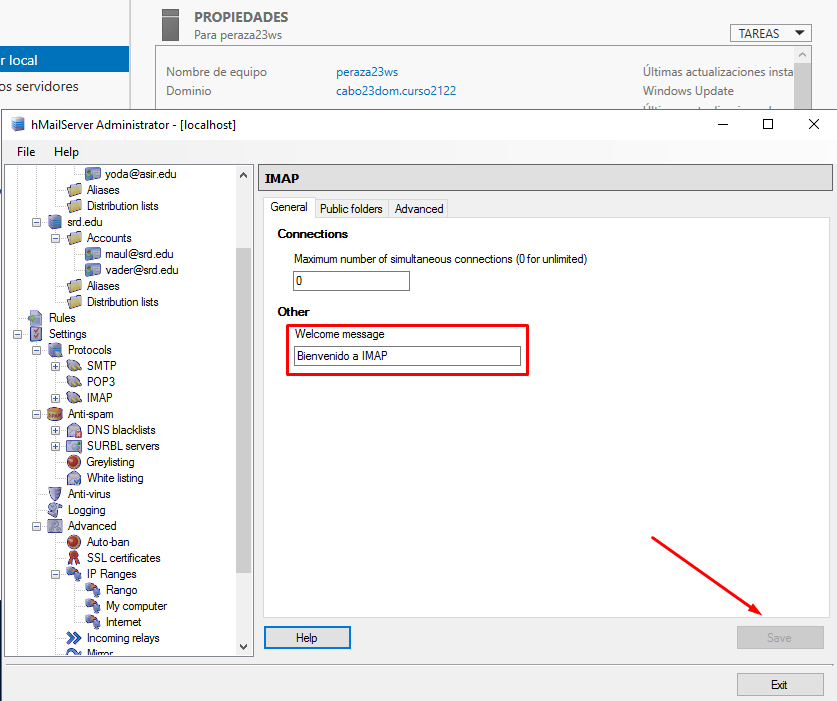 PROPIEDADES
Para peraza23ws
TAREAS
r local
os servidores
Nombre de equipo peraza23ws Últimas actualizaciones insta
Dominio cabo23dom.curso2122 Windows Update
hMailServer Administrator - [localhost]
File Help
yoda@asir.edu
Aliases
Distribution lists
srd.edu
Accounts
maul@srd.edu
vader@srd.edu
Aliases
Distribution lists
Rules
Settings
Protocols
SMTP
POP3
IMAP
Anti-spam
DNS blacklists
SURBL servers
Greylisting
White listing
Anti-virus
Logging
Advanced
Auto-ban
SSL certificates
IP Ranges
Rango
My computer
Internet
Incoming relays
IMAP
General Public folders Advanced
Connections
Maximum number of simultaneous connections (0 for unlimited)
0
Other
Welcome message
Bienvenido a IMAP
Help Save
Exit